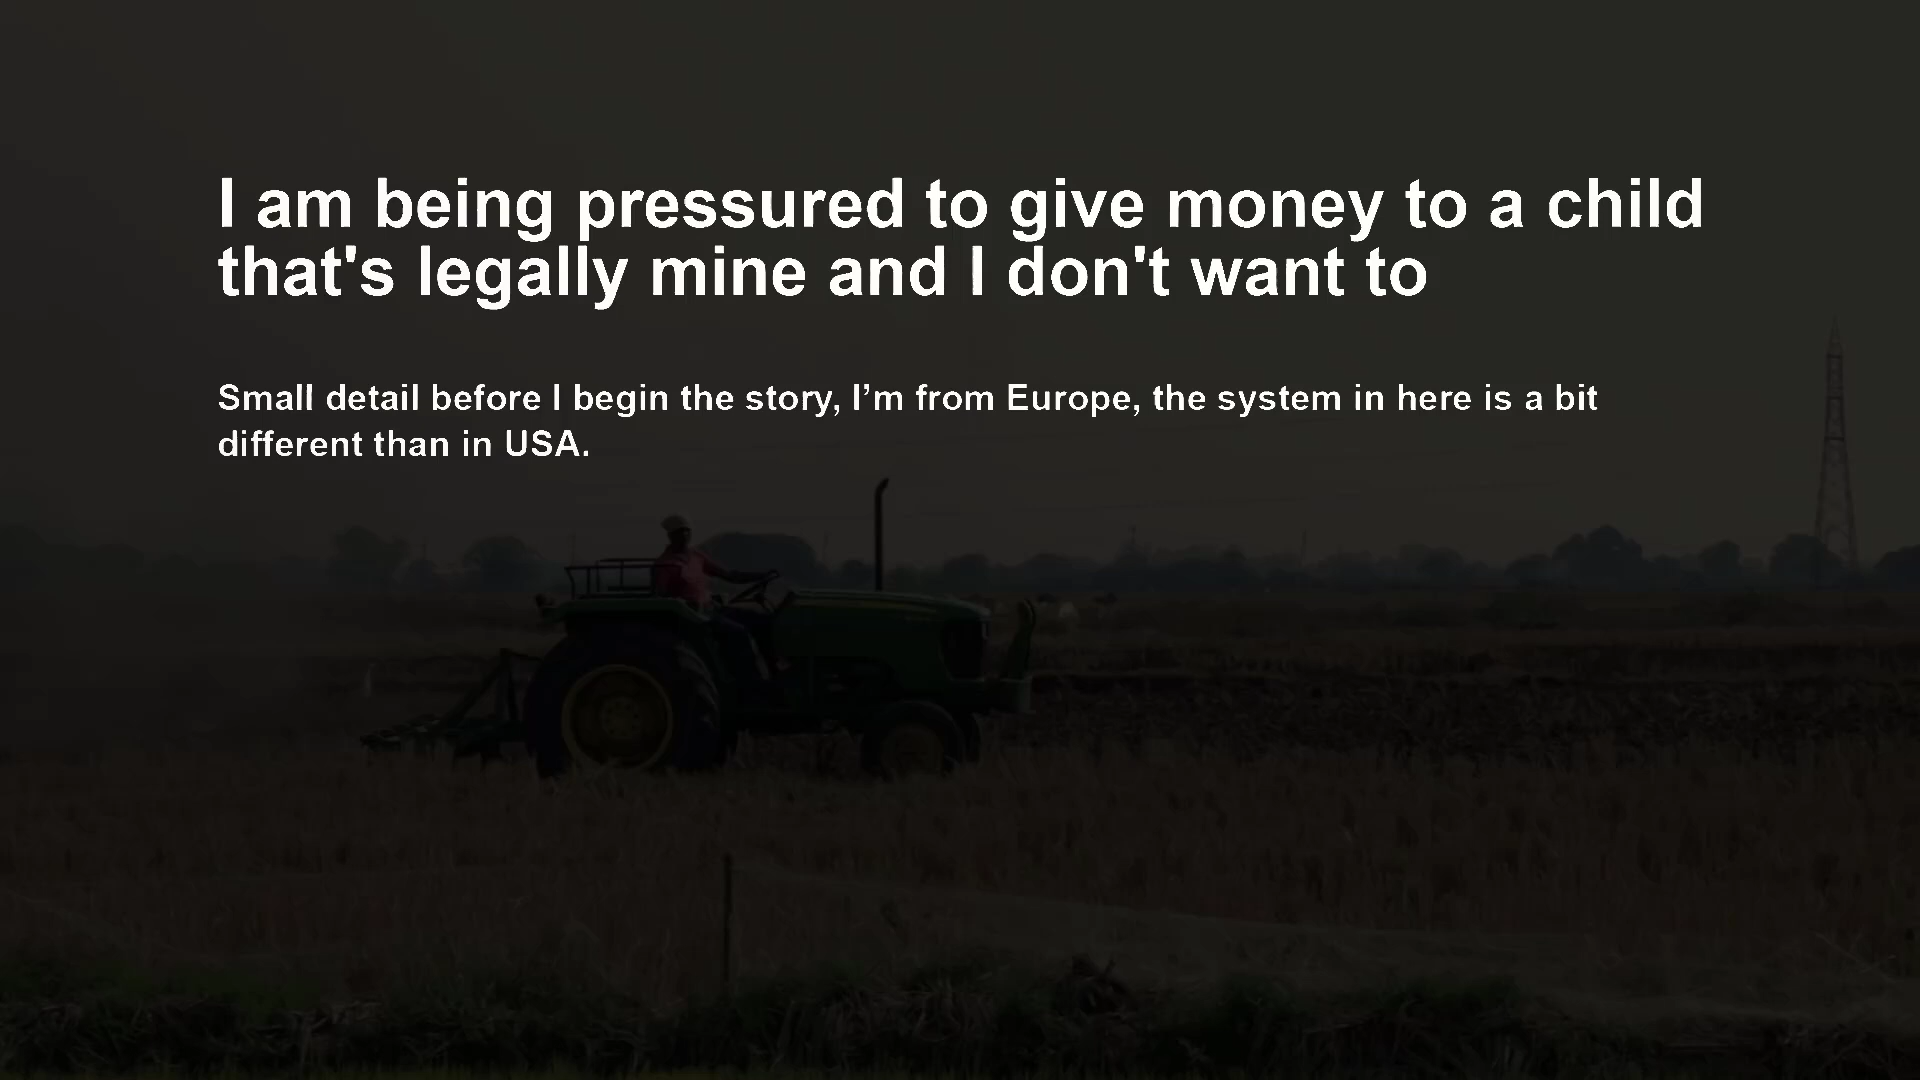 I am being pressured to give money to a child
that's legally mine and I don't want to
Small detail before I begin the story, I’m from Europe, the system in here is a bit
different than in USA.